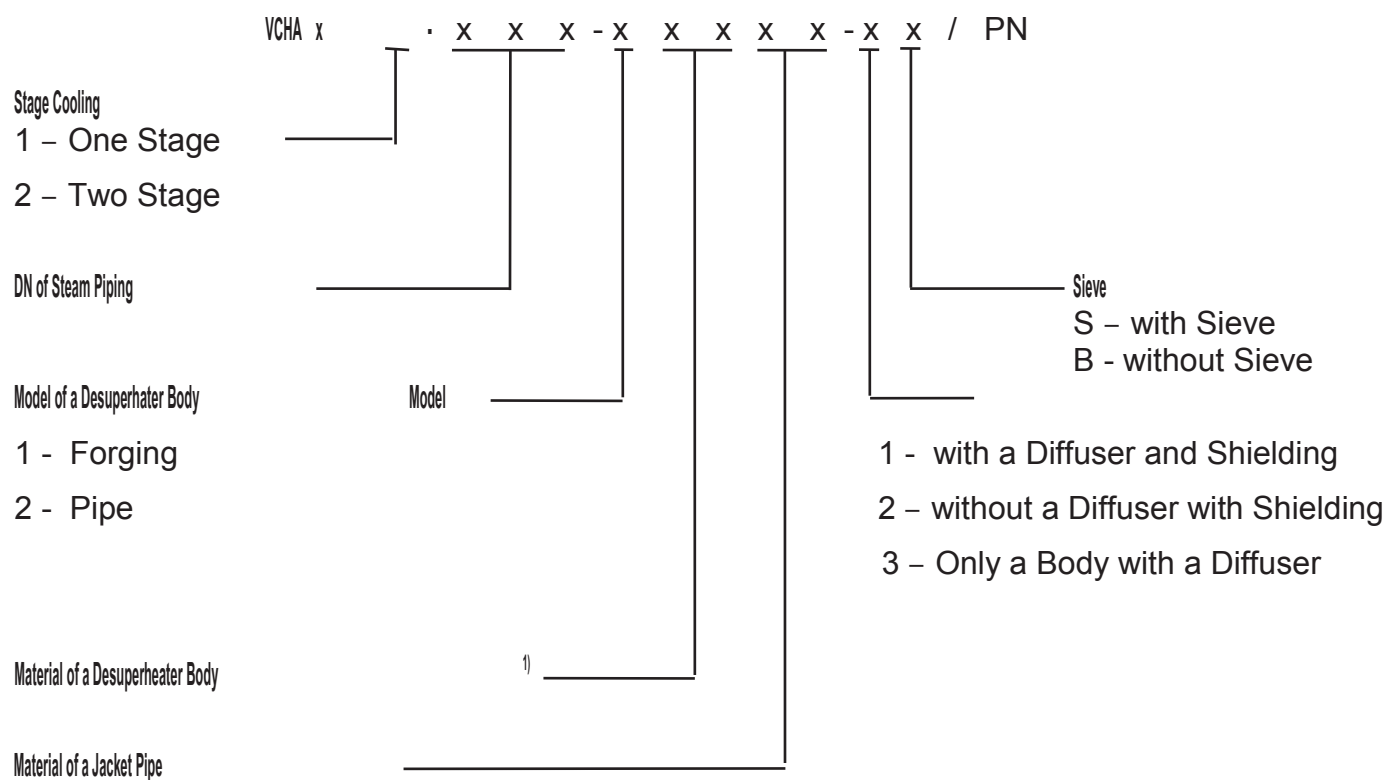 VCHA x . x x x - x x x x x - x x / PN
Stage Cooling
1 – One Stage
2 – Two Stage
DN of Steam Piping
Sieve
S – with Sieve
B - without Sieve
Model of a Desuperhater Body
Model
1 - Forging
2 - Pipe
1 - with a Diffuser and Shielding
2 – without a Diffuser with Shielding
3 – Only a Body with a Diffuser
Material of a Desuperheater Body 1)
Material of a Jacket Pipe